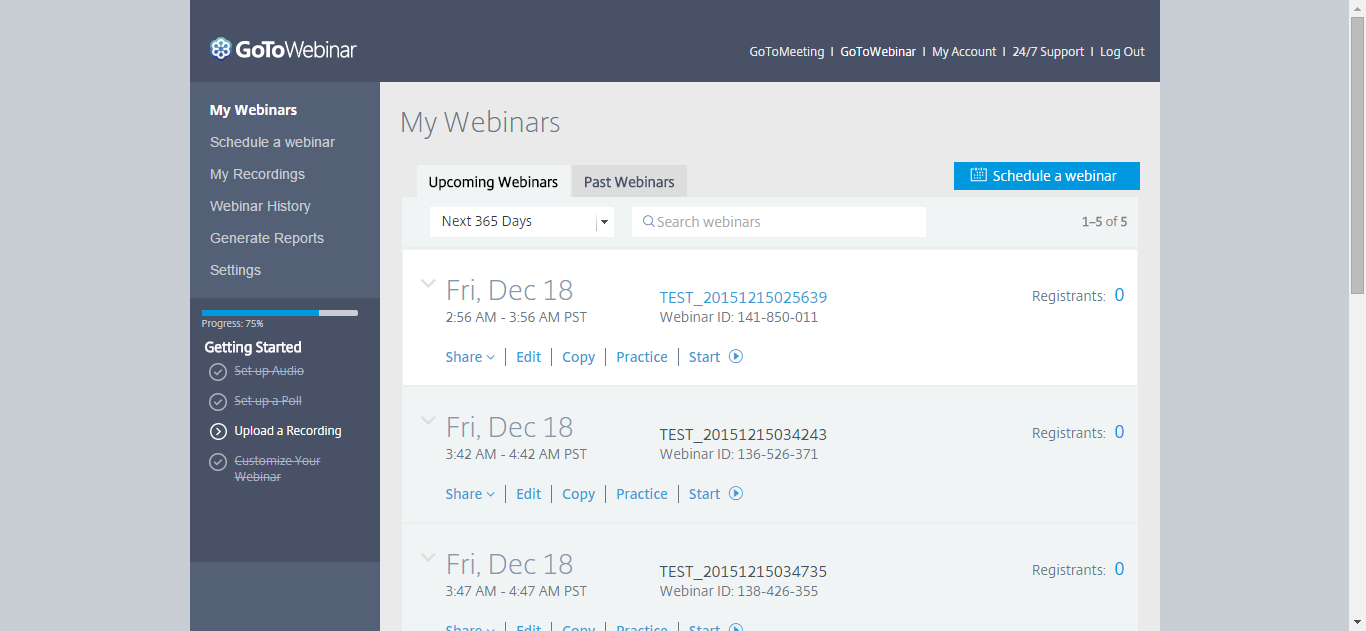 GoToWebinar
GoToMeeting | GoToWebinar | My Account | 24/7 Support | Log Out
My Webinars
Schedule a webinar
My Recordings
Webinar History
Generate Reports
Settings
Progress: 75%
Getting Started
Set up Audio
Set up a Poll
Upload a Recording
Customize Your
Webinar
My Webinars
Upcoming Webinars
Past Webinars
Schedule a webinar
Next 365 Days
Search webinars
1–5 of 5
Fri, Dec 18
2:56 AM - 3:56 AM PST
TEST_20151215025639
Webinar ID: 141-850-011
Registrants: 0
Share | Edit | Copy | Practice | Start
Fri, Dec 18
3:42 AM - 4:42 AM PST
TEST_20151215034243
Webinar ID: 136-526-371
Registrants: 0
Share | Edit | Copy | Practice | Start
Fri, Dec 18
3:47 AM - 4:47 AM PST
TEST_20151215034735
Webinar ID: 138-426-355
Registrants: 0
Share | Edit | Copy | Practice | Start